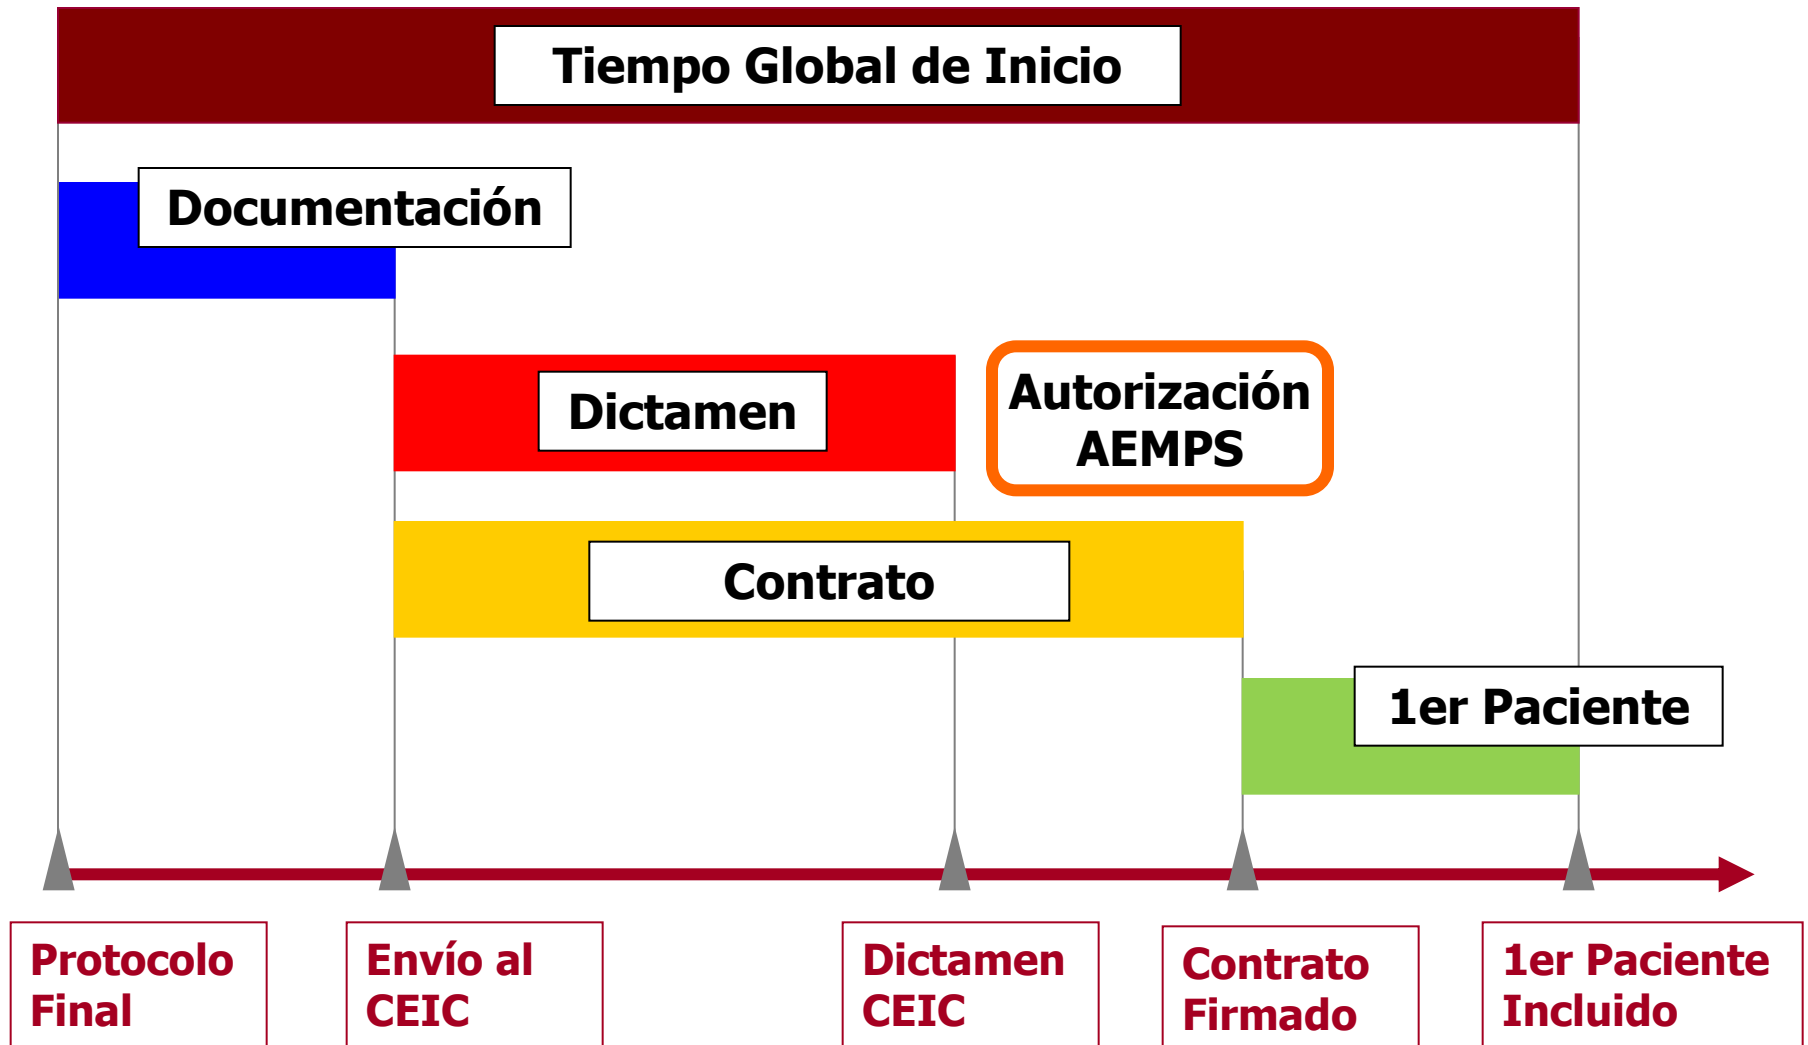 Tiempo Global de Inicio
Documentación
Dictamen
Autorización
AEMPS
Contrato
1er Paciente
Protocolo
Final
Envío al
CEIC
Dictamen
CEIC
Contrato
Firmado
1er Paciente
Incluido